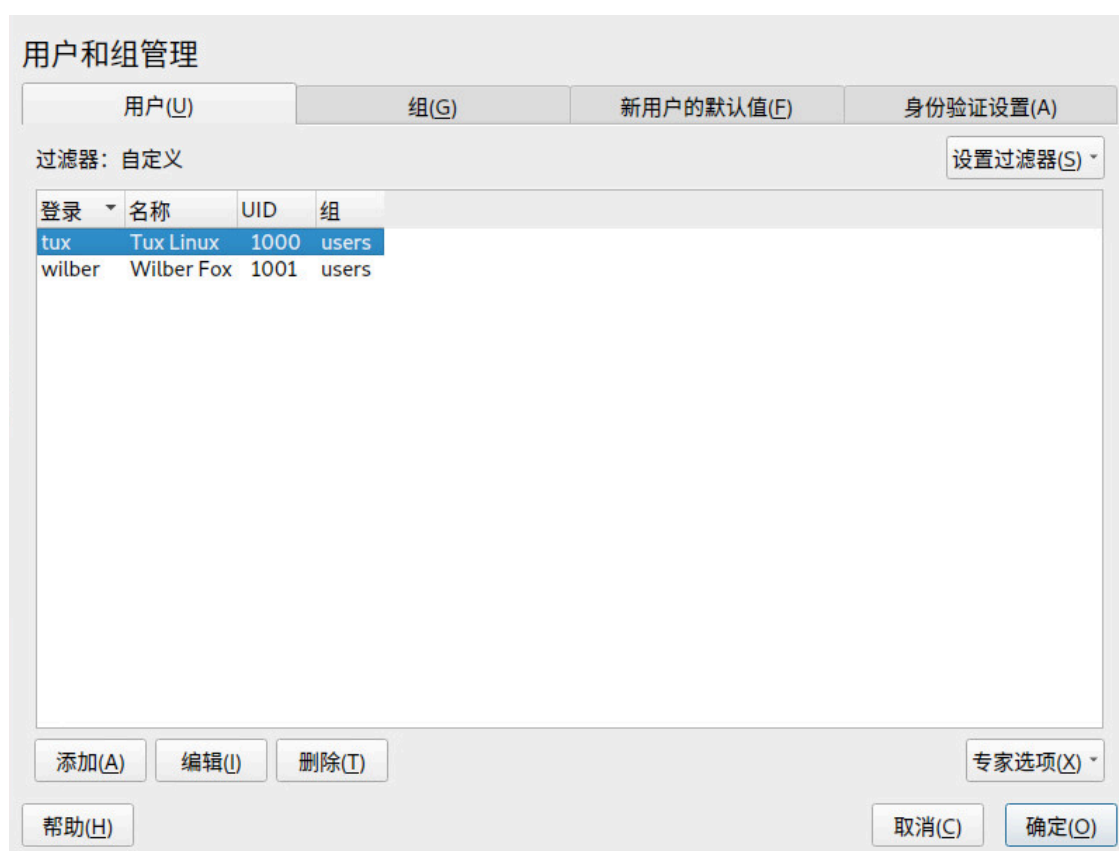 用户和组管理
用户(U) 组(G) 新用户的默认值(F) 身份验证设置(A)
过滤器：自定义 设置过滤器(S)
登录 名称 UID 组
tux Tux Linux 1000 users
wilber Wilber Fox 1001 users
添加(A) 编辑(I) 删除(T) 专家选项(X)
帮助(H) 取消(C) 确定(O)